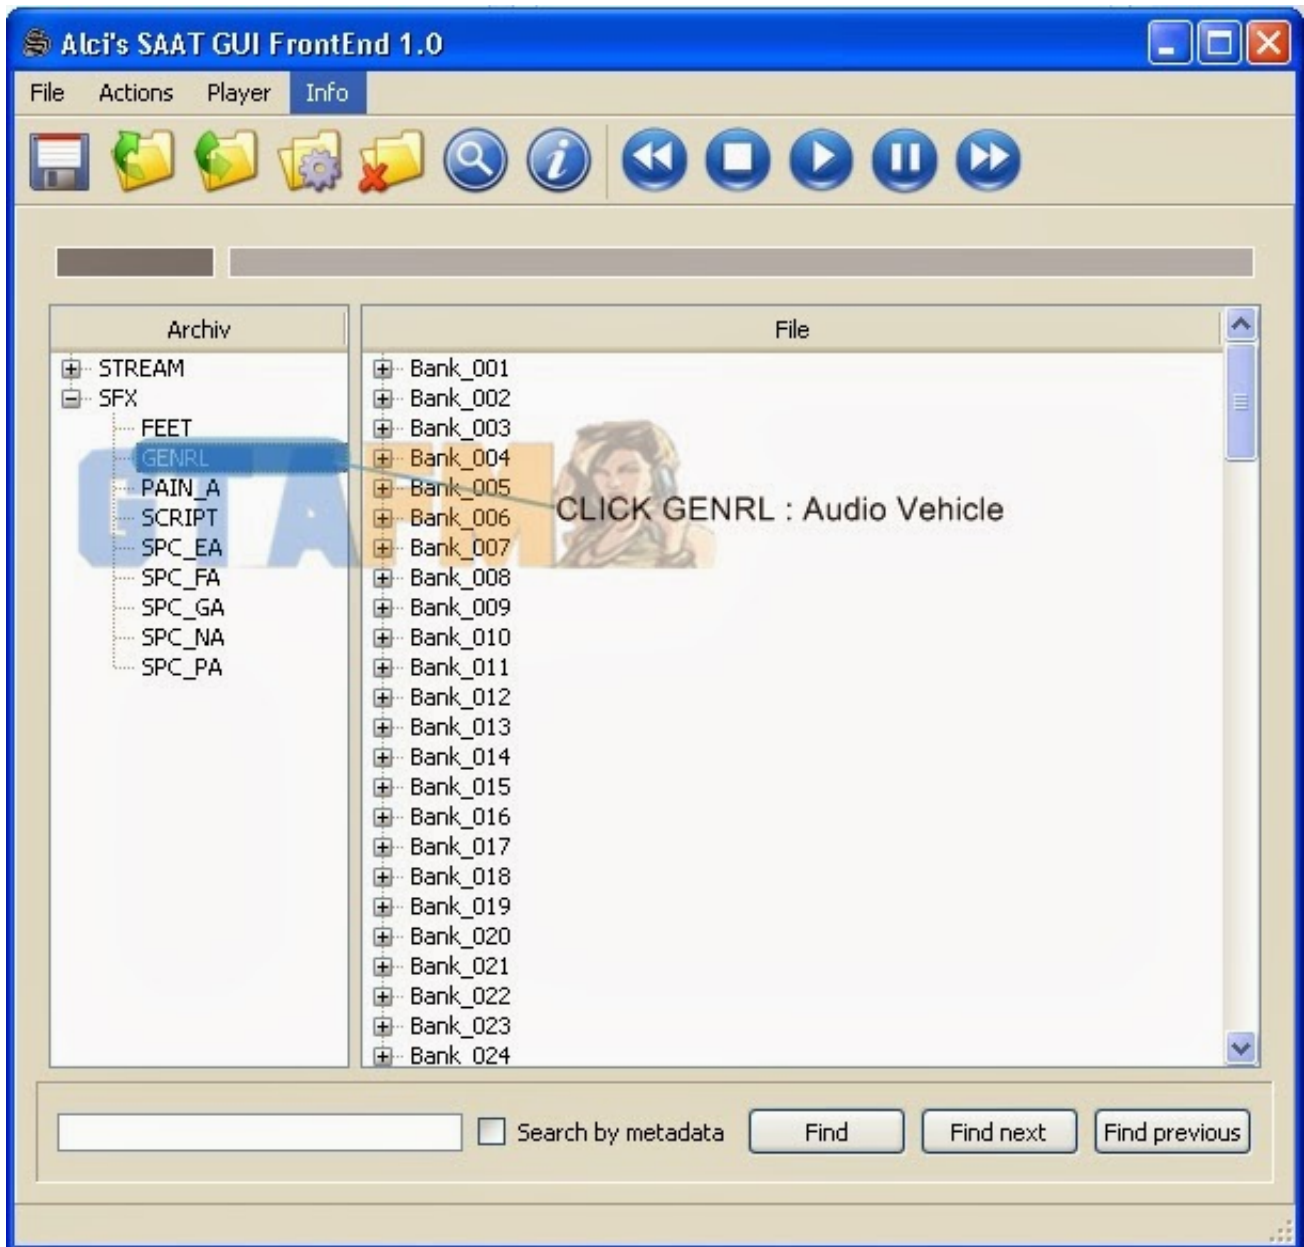 Alci's SAAT GUI FrontEnd 1.0
File Actions Player Info
Archiv
STREAM
SFX
FEET
GENRL
PAIN_A
SCRIPT
SPC_EA
SPC_FA
SPC_GA
SPC_NA
SPC_PA
File
Bank_001
Bank_002
Bank_003
Bank_004
Bank_005
Bank_006
Bank_007
Bank_008
Bank_009
Bank_010
Bank_011
Bank_012
Bank_013
Bank_014
Bank_015
Bank_016
Bank_017
Bank_018
Bank_019
Bank_020
Bank_021
Bank_022
Bank_023
Bank_024
GTAFM
CLICK GENRL : Audio Vehicle
Search by metadata
Find
Find next
Find previous